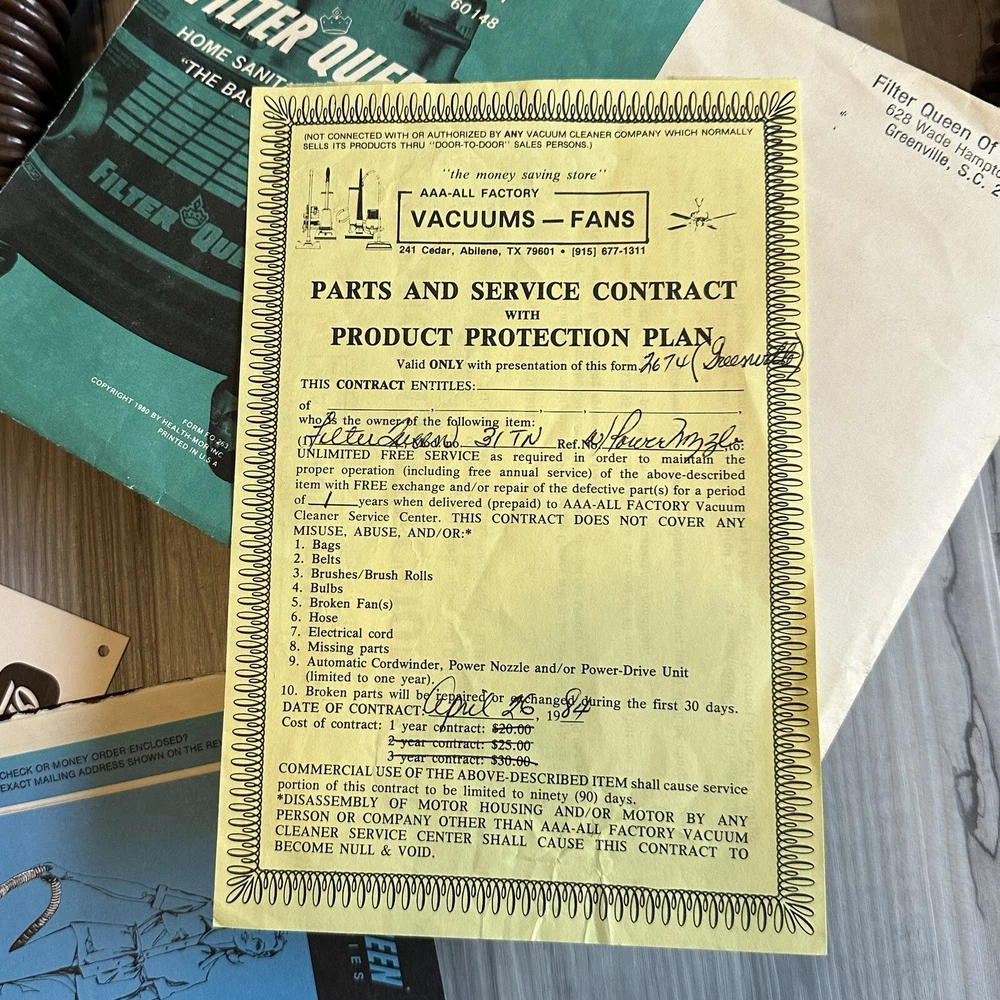 60148
FILTER QUEEN
HOME SANIT
"THE BAG
FILTER QUE
COPYRIGHT 1980 BY HEALTH-MOR INC.
PRINTED IN U.S.A
Filter Queen Of
628 Wade Hampto
Greenville, S.C. 2
(NOT CONNECTED WITH OR AUTHORIZED BY ANY VACUUM CLEANER COMPANY WHICH NORMALLY
SELLS ITS PRODUCTS THRU "DOOR-TO-DOOR" SALES PERSONS.)
"the money saving store"
AAA-ALL FACTORY
VACUUMS — FANS
241 Cedar, Abilene, TX 79601 • [915] 677-1311
PARTS AND SERVICE CONTRACT
WITH
PRODUCT PROTECTION PLAN
Valid ONLY with presentation of this form. 2674 (Greenville)
THIS CONTRACT ENTITLES:
of
who is the owner of the following item:
(1) Filter Queen 31 TN Ref.No. w/ Power Nozzle to:
UNLIMITED FREE SERVICE as required in order to maintain the
proper operation (including free annual service) of the above-described
item with FREE exchange and/or repair of the defective part(s) for a period
of 1 years when delivered (prepaid) to AAA-ALL FACTORY Vacuum
Cleaner Service Center. THIS CONTRACT DOES NOT COVER ANY
MISUSE, ABUSE, AND/OR:*
1. Bags
2. Belts
3. Brushes/Brush Rolls
4. Bulbs
5. Broken Fan(s)
6. Hose
7. Electrical cord
8. Missing parts
9. Automatic Cordwinder, Power Nozzle and/or Power-Drive Unit
(limited to one year).
10. Broken parts will be repaired or exchanged during the first 30 days.
DATE OF CONTRACT: April 26, 1984
Cost of contract: 1 year contract: $20.00
2 year contract: $25.00
3 year contract: $30.00
COMMERCIAL USE OF THE ABOVE-DESCRIBED ITEM shall cause service
portion of this contract to be limited to ninety (90) days.
*DISASSEMBLY OF MOTOR HOUSING AND/OR MOTOR BY ANY
PERSON OR COMPANY OTHER THAN AAA-ALL FACTORY VACUUM
CLEANER SERVICE CENTER SHALL CAUSE THIS CONTRACT TO
BECOME NULL & VOID.
CHECK OR MONEY ORDER ENCLOSED?
EXACT MAILING ADDRESS SHOWN ON THE REV
EEN
IES